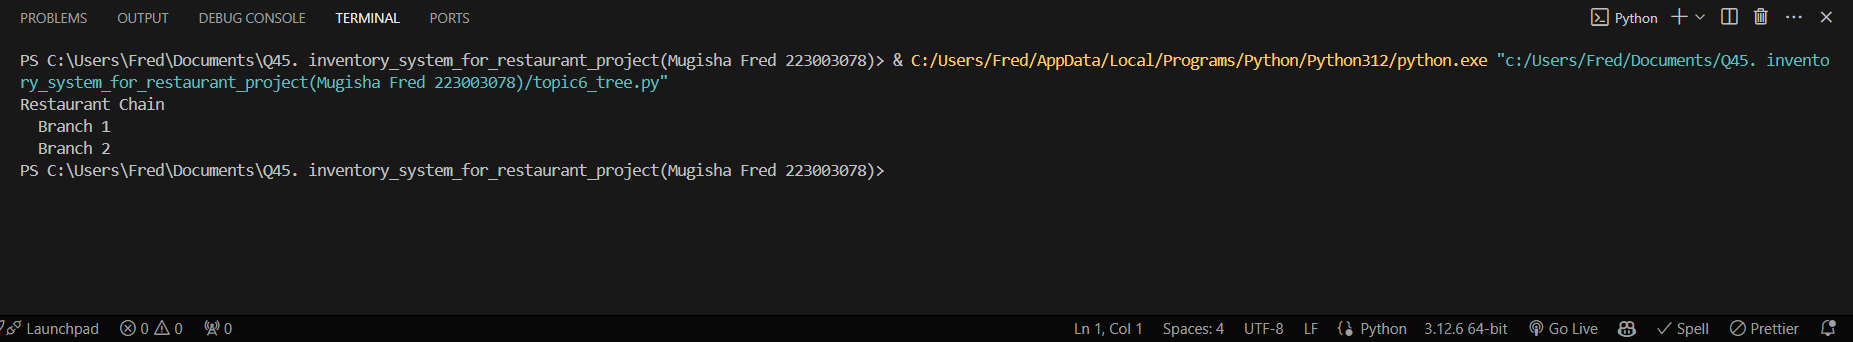 PROBLEMS OUTPUT DEBUG CONSOLE TERMINAL PORTS Python
PS C:\Users\Fred\Documents\Q45. inventory_system_for_restaurant_project(Mugisha Fred 223003078)> & C:/Users/Fred/AppData/Local/Programs/Python/Python312/python.exe "c:/Users/Fred/Documents/Q45. invento
ry_system_for_restaurant_project(Mugisha Fred 223003078)/topic6_tree.py"
Restaurant Chain
  Branch 1
  Branch 2
PS C:\Users\Fred\Documents\Q45. inventory_system_for_restaurant_project(Mugisha Fred 223003078)>
Launchpad 0 0 0 Ln 1, Col 1 Spaces: 4 UTF-8 LF Python 3.12.6 64-bit Go Live Spell Prettier